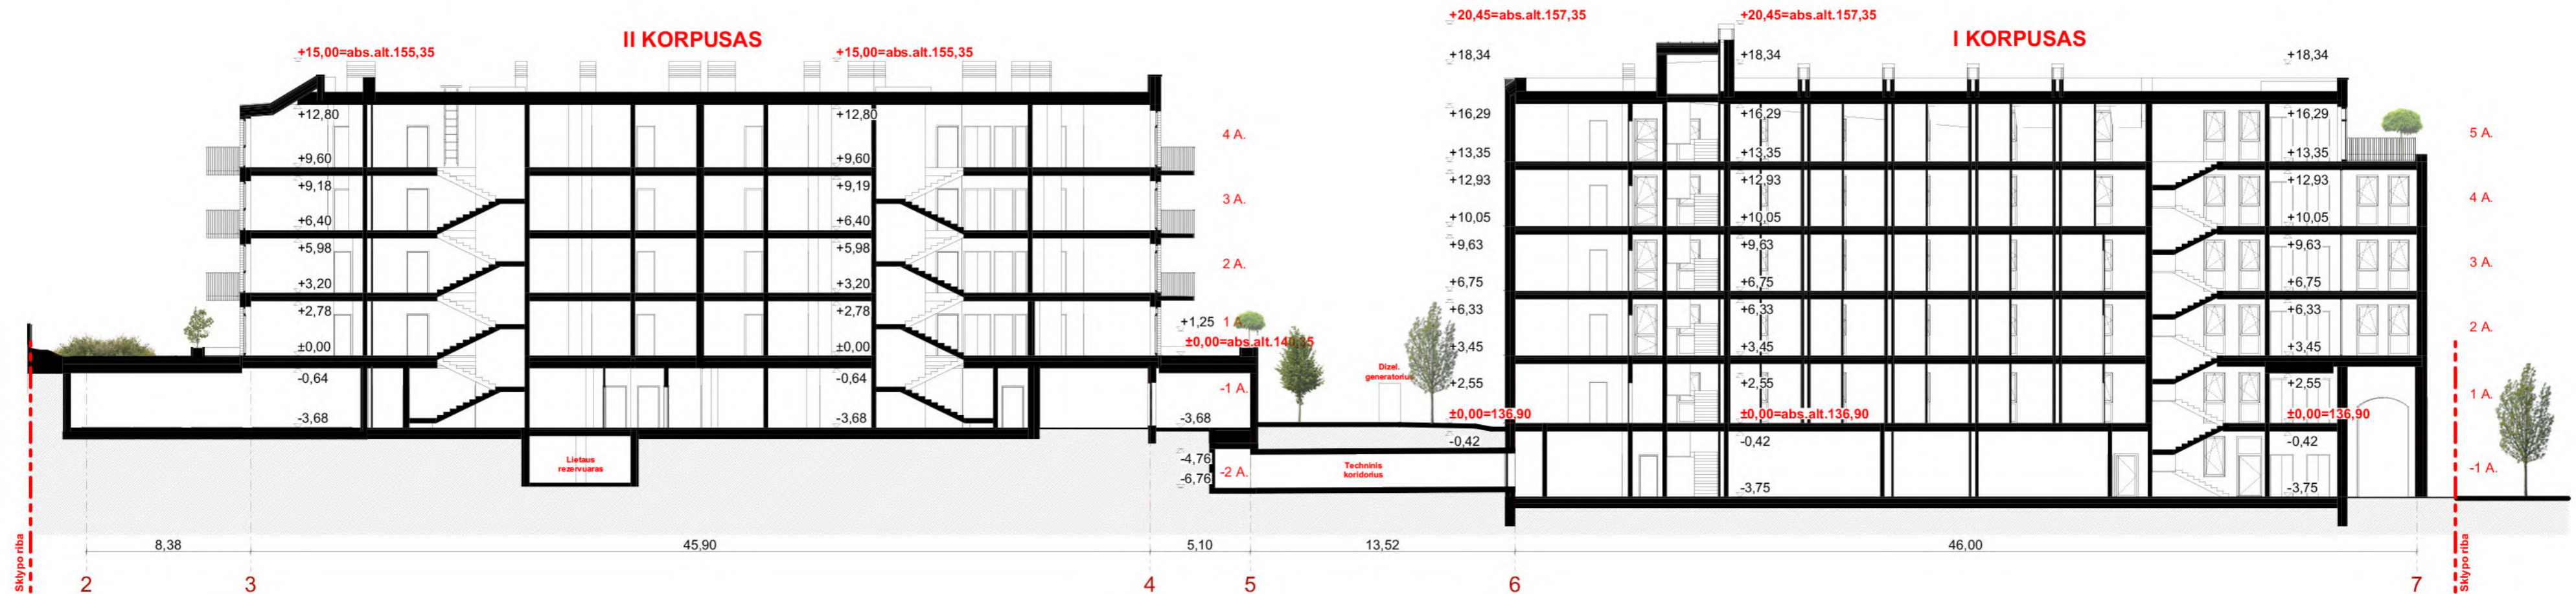 II KORPUSAS
+15,00=abs.alt.155,35
+15,00=abs.alt.155,35
+12,80
+9,60
+9,18
+6,40
+5,98
+3,20
+2,78
±0,00
-0,64
-3,68
+12,80
+9,60
+9,19
+6,40
+5,98
+3,20
+2,78
±0,00
-0,64
-3,68
4 A.
3 A.
2 A.
+1,25 1 A.
±0,00=abs.alt.140,35
-1 A.
-3,68
-4,76
-6,76
-2 A.
Lietaus
rezervuaras
Techninis
koridorius
Dizel.
generatorius
I KORPUSAS
+20,45=abs.alt.157,35
+18,34
+16,29
+13,35
+12,93
+10,05
+9,63
+6,75
+6,33
+3,45
+2,55
±0,00=136,90
-0,42
+20,45=abs.alt.157,35
+18,34
+16,29
+13,35
+12,93
+10,05
+9,63
+6,75
+6,33
+3,45
+2,55
±0,00=abs.alt.136,90
-0,42
-3,75
+18,34
+16,29
+13,35
+12,93
+10,05
+9,63
+6,75
+6,33
+3,45
+2,55
±0,00=136,90
-0,42
-3,75
5 A.
4 A.
3 A.
2 A.
1 A.
-1 A.
Sklypo riba
8,38
45,90
5,10
13,52
46,00
Sklypo riba
2
3
4
5
6
7